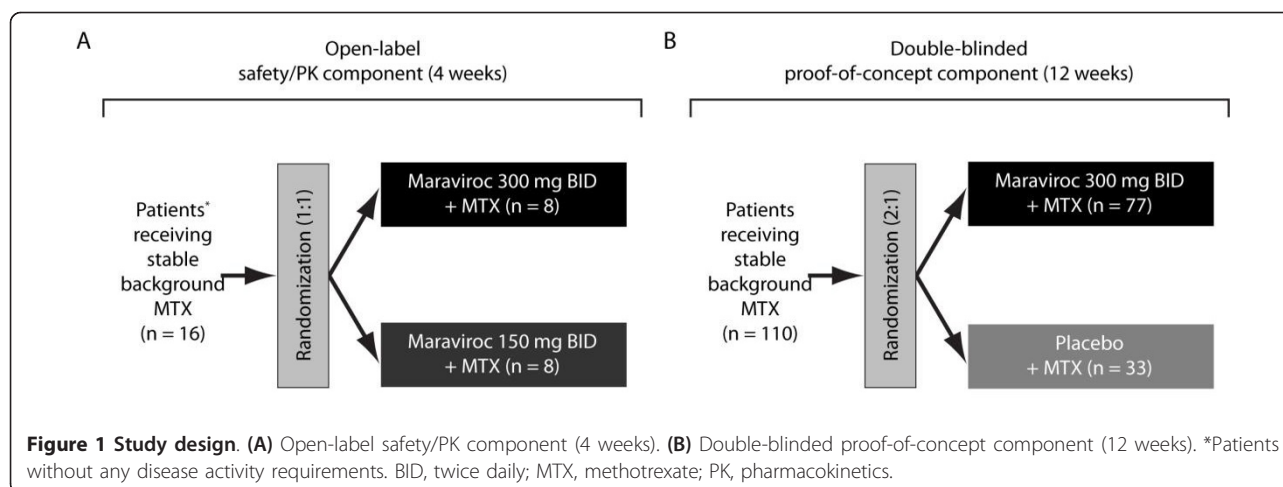 A
Open-label
safety/PK component (4 weeks)
Patients*
receiving
stable
background
MTX
(n = 16)
Randomization (1:1)
Maraviroc 300 mg BID
+ MTX (n = 8)
Maraviroc 150 mg BID
+ MTX (n = 8)
B
Double-blinded
proof-of-concept component (12 weeks)
Patients
receiving
stable
background
MTX
(n = 110)
Randomization (2:1)
Maraviroc 300 mg BID
+ MTX (n = 77)
Placebo
+ MTX (n = 33)
Figure 1 Study design. (A) Open-label safety/PK component (4 weeks). (B) Double-blinded proof-of-concept component (12 weeks). *Patients
without any disease activity requirements. BID, twice daily; MTX, methotrexate; PK, pharmacokinetics.